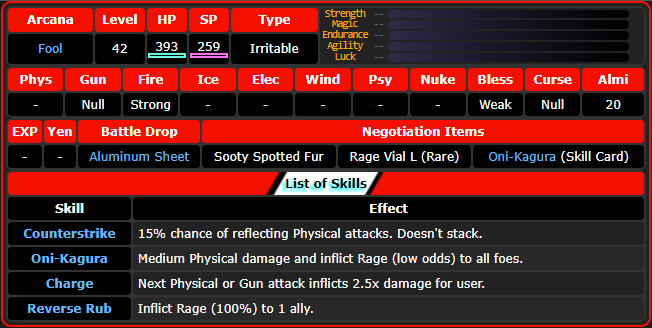 Arcana Level HP SP Type
Fool 42 393 259 Irritable
Strength --
Magic --
Endurance --
Agility --
Luck --
Phys Gun Fire Ice Elec Wind Psy Nuke Bless Curse Almi
- Null Strong - - - - - Weak Null 20
EXP Yen Battle Drop Negotiation Items
- - Aluminum Sheet Sooty Spotted Fur Rage Vial L (Rare) Oni-Kagura (Skill Card)
List of Skills
Skill Effect
Counterstrike 15% chance of reflecting Physical attacks. Doesn't stack.
Oni-Kagura Medium Physical damage and inflict Rage (low odds) to all foes.
Charge Next Physical or Gun attack inflicts 2.5x damage for user.
Reverse Rub Inflict Rage (100%) to 1 ally.